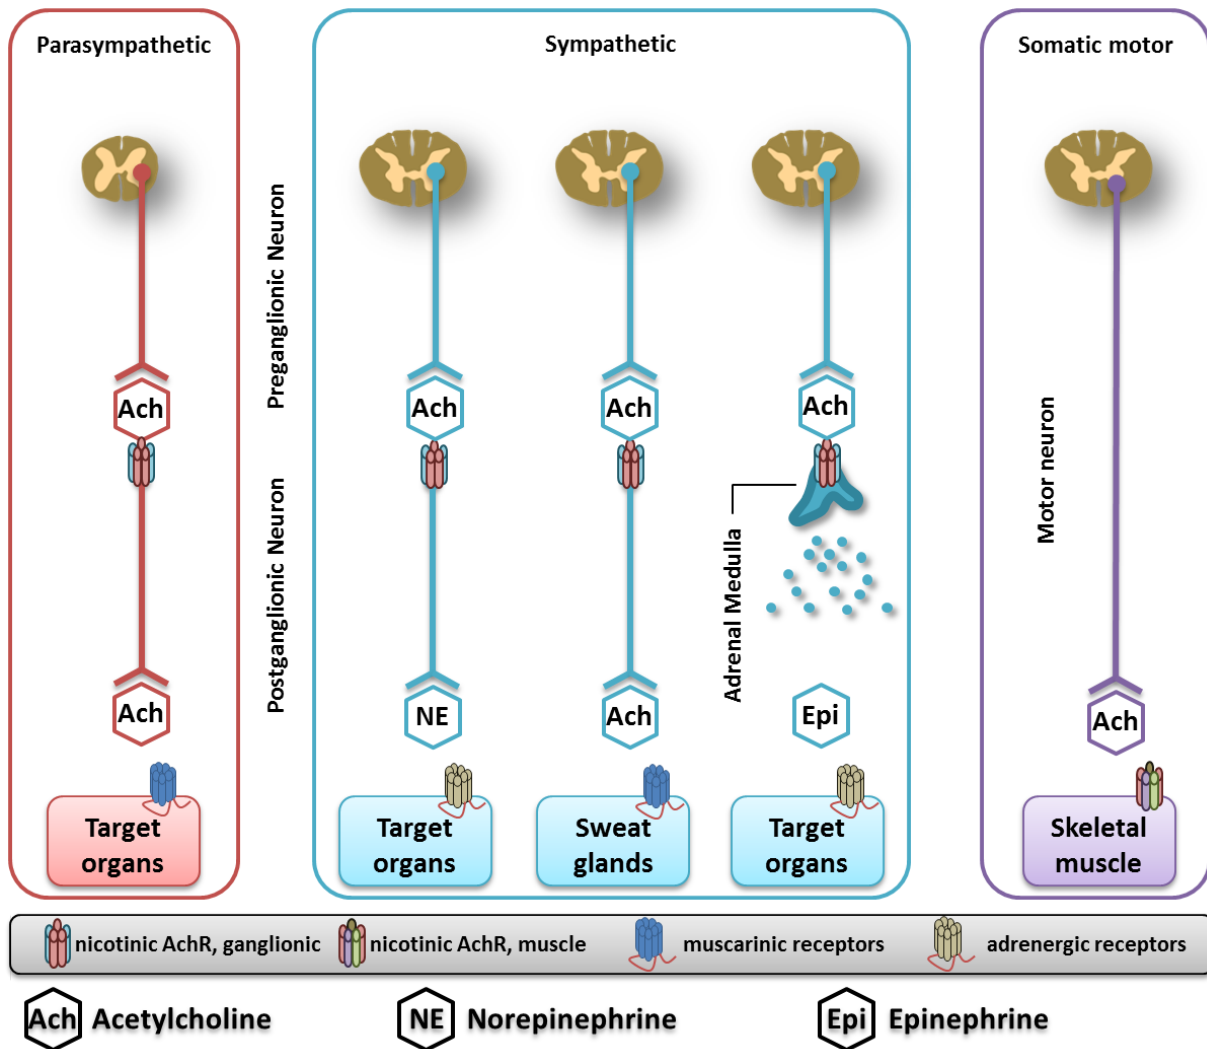 Parasympathetic
Sympathetic
Somatic motor
Preganglionic Neuron
Postganglionic Neuron
Ach
Ach
Ach
Ach
Adrenal Medulla
Motor neuron
Ach
NE
Ach
Epi
Ach
Target
organs
Target
organs
Sweat
glands
Target
organs
Skeletal
muscle
nicotinic AchR, ganglionic
nicotinic AchR, muscle
muscarinic receptors
adrenergic receptors
Ach Acetylcholine
NE Norepinephrine
Epi Epinephrine